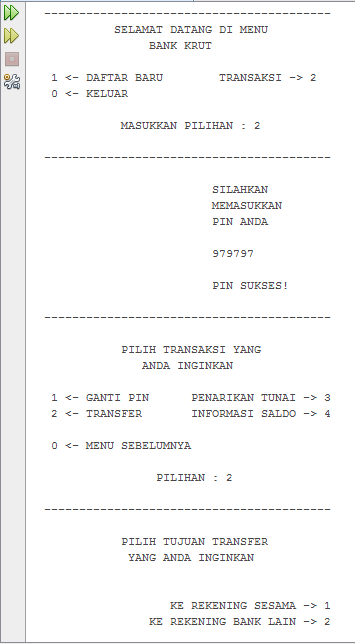 -----------------------------------------
SELAMAT DATANG DI MENU
BANK KRUT
1 <- DAFTAR BARU        TRANSAKSI -> 2
0 <- KELUAR
MASUKKAN PILIHAN : 2
-----------------------------------------
SILAHKAN
MEMASUKKAN
PIN ANDA
979797
PIN SUKSES!
-----------------------------------------
PILIH TRANSAKSI YANG
ANDA INGINKAN
1 <- GANTI PIN      PENARIKAN TUNAI -> 3
2 <- TRANSFER       INFORMASI SALDO -> 4
0 <- MENU SEBELUMNYA
PILIHAN : 2
-----------------------------------------
PILIH TUJUAN TRANSFER
YANG ANDA INGINKAN
KE REKENING SESAMA -> 1
KE REKENING BANK LAIN -> 2